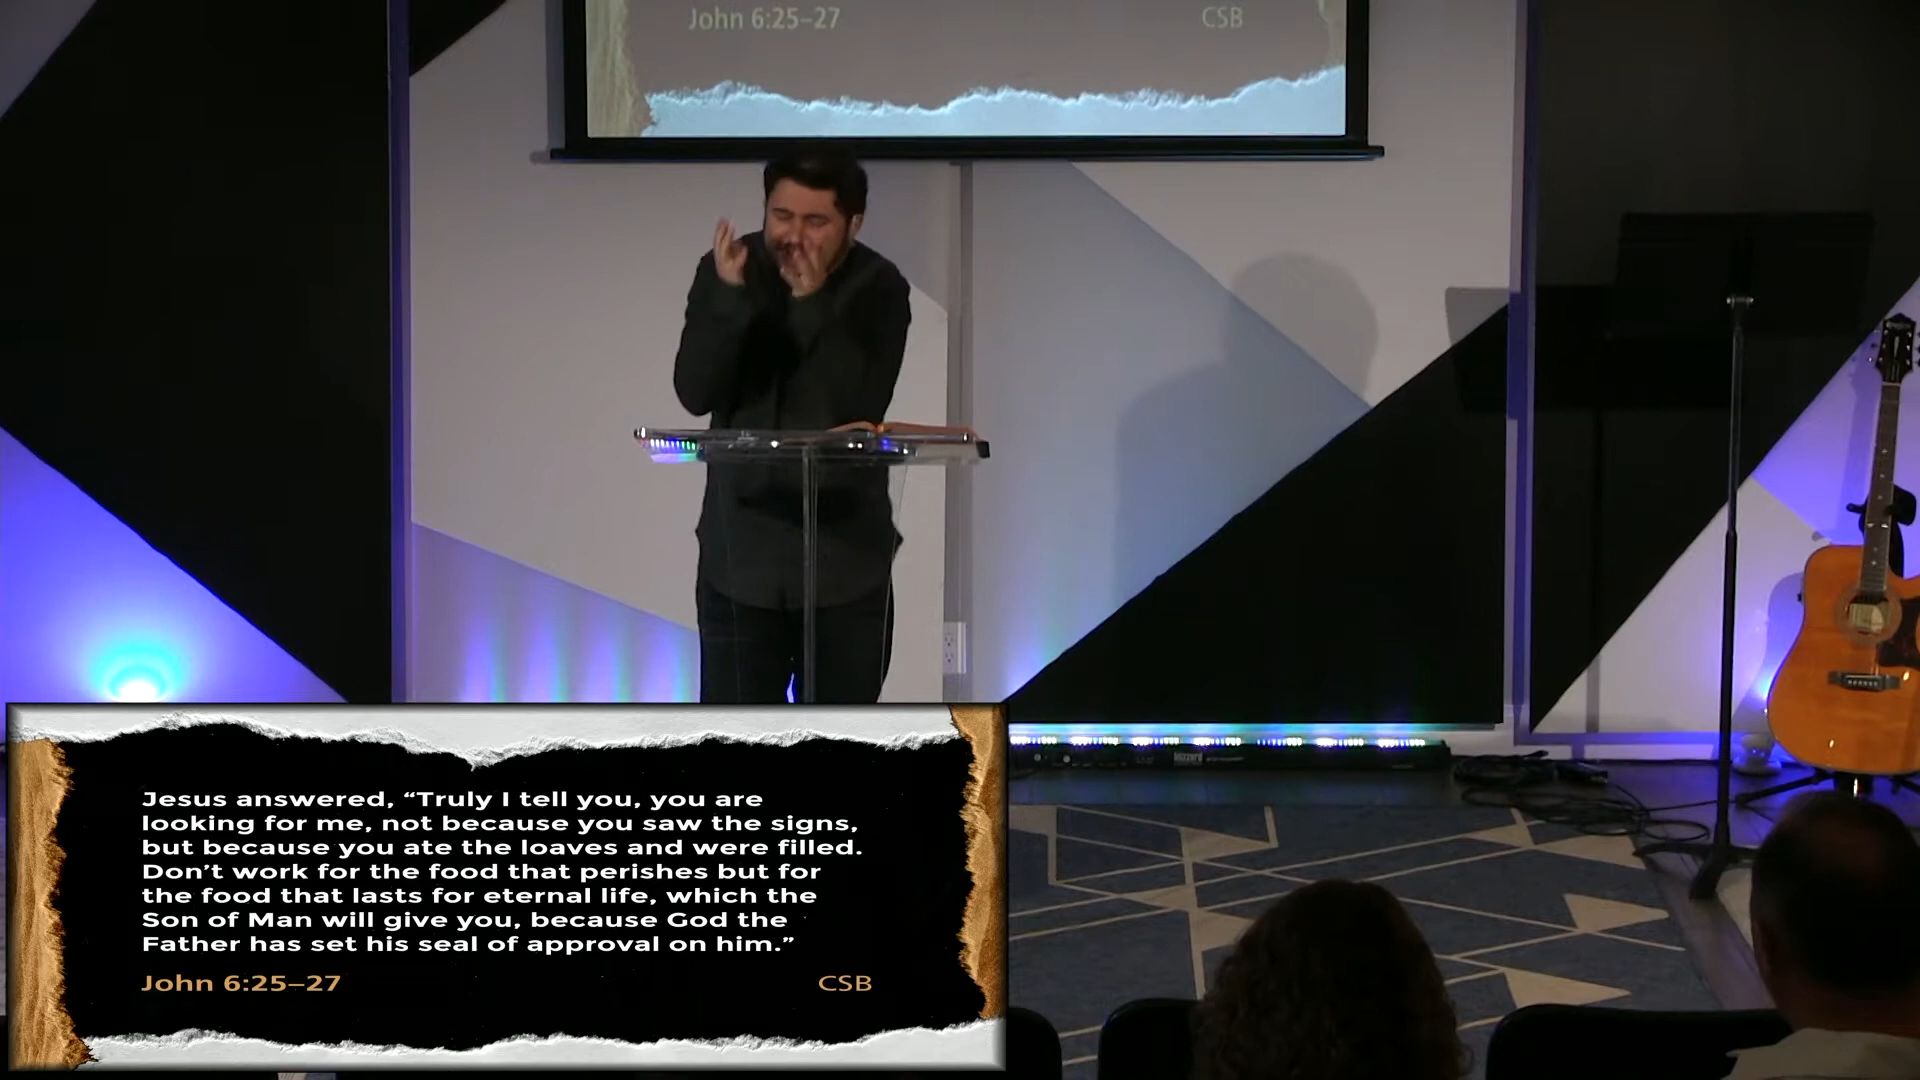 John 6:25–27 CSB
Jesus answered, “Truly I tell you, you are
looking for me, not because you saw the signs,
but because you ate the loaves and were filled.
Don’t work for the food that perishes but for
the food that lasts for eternal life, which the
Son of Man will give you, because God the
Father has set his seal of approval on him.”
John 6:25–27 CSB